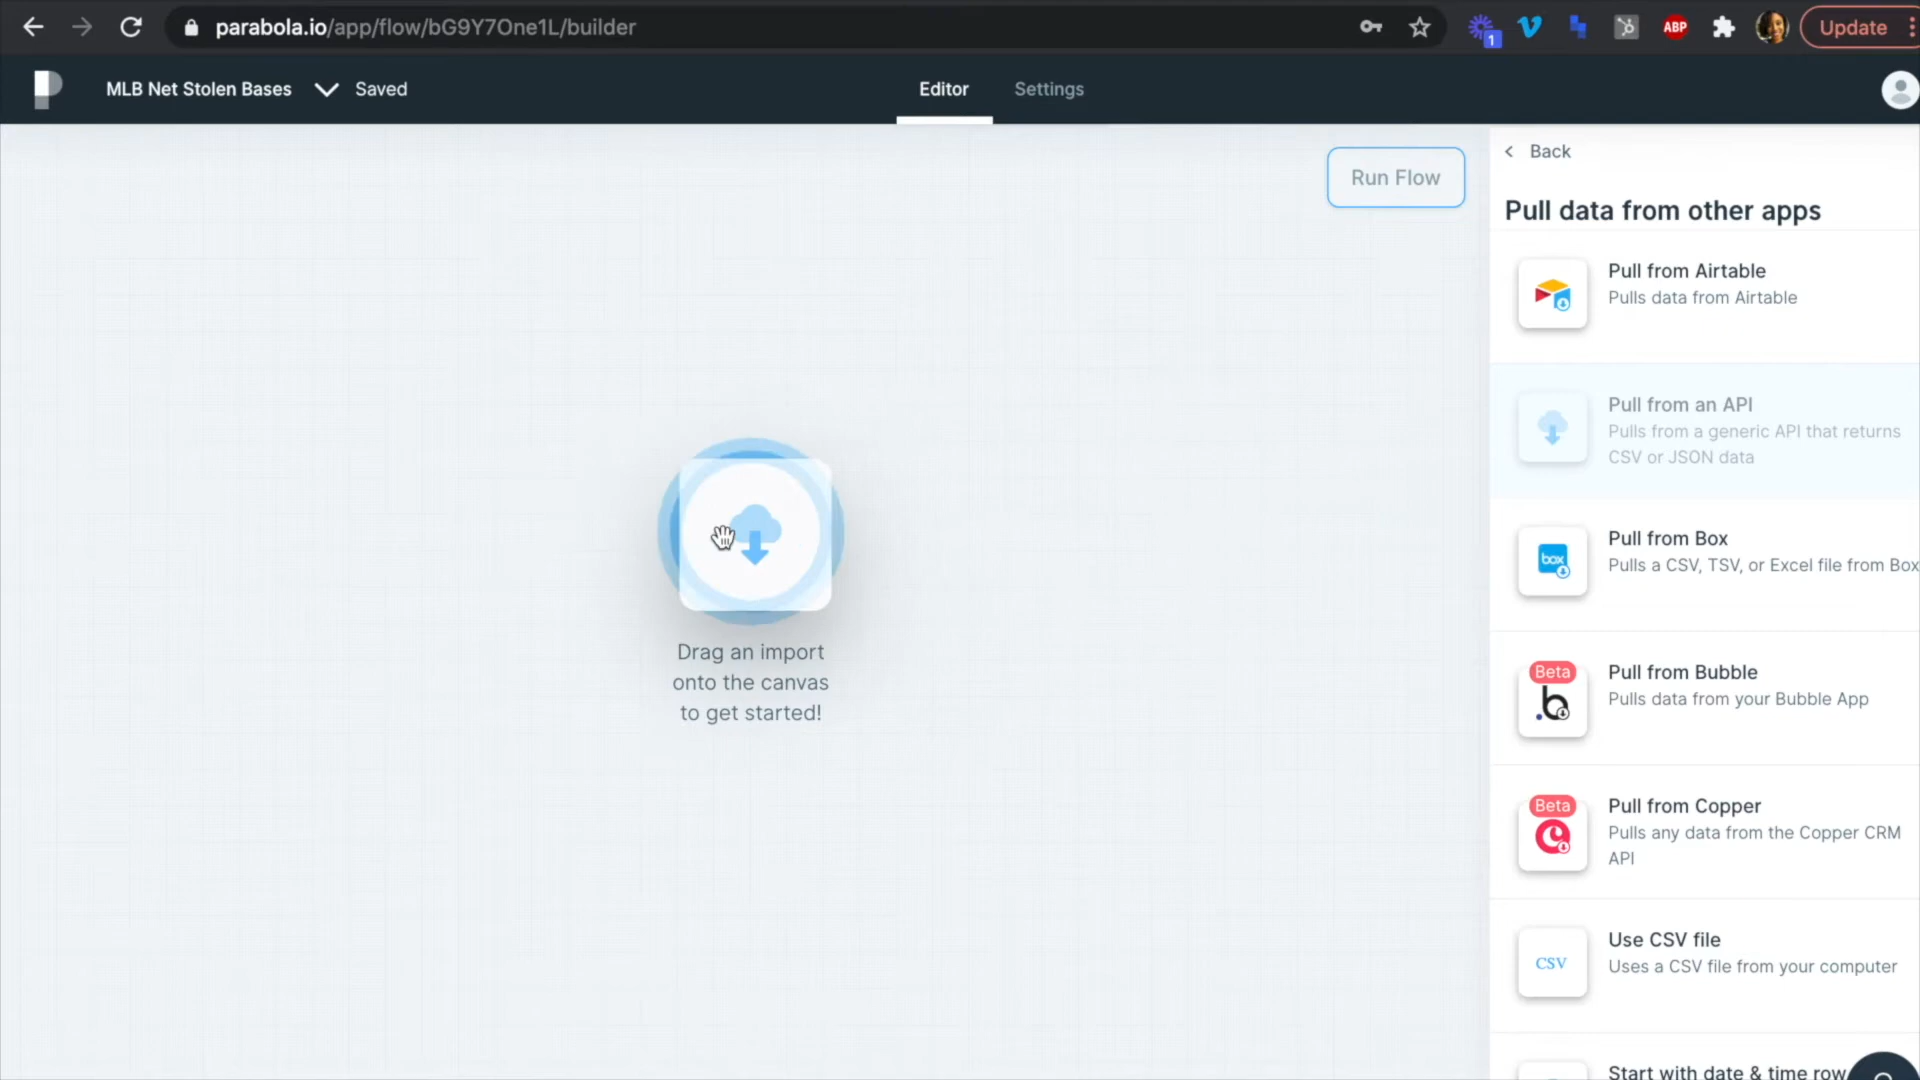 parabola.io/app/flow/bG9Y7One1L/builder
1
ABP
Update
MLB Net Stolen Bases
Saved
Editor
Settings
Run Flow
Back
Pull data from other apps
Pull from Airtable
Pulls data from Airtable
Pull from an API
Pulls from a generic API that returns
CSV or JSON data
box
Pull from Box
Pulls a CSV, TSV, or Excel file from Box
Beta
Pull from Bubble
.b
Pulls data from your Bubble App
Beta
Pull from Copper
Pulls any data from the Copper CRM
API
CSV
Use CSV file
Uses a CSV file from your computer
Start with date & time row
Drag an import
onto the canvas
to get started!